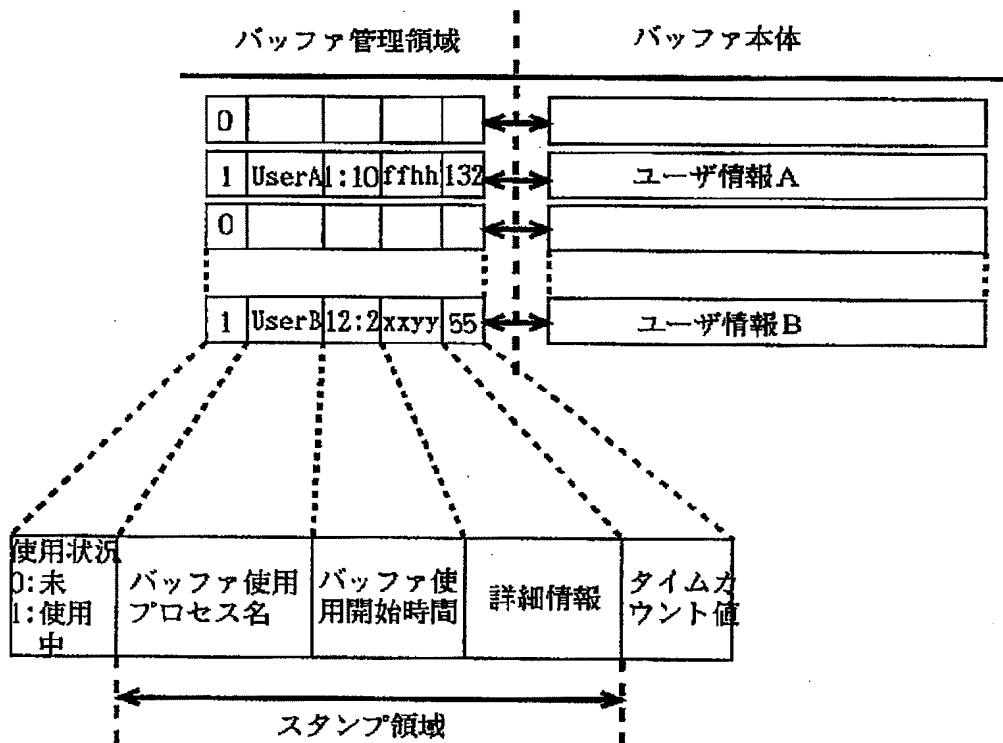 バッファ管理領域 バッファ本体
0
1 UserA 1:10 ffhh 132 ユーザ情報A
0
1 UserB 12:2 xxyy 55 ユーザ情報B
使用状況
0:未
1:使用
中
バッファ使用
プロセス名
バッファ使
用開始時間
詳細情報
タイムカ
ウント値
スタンプ領域